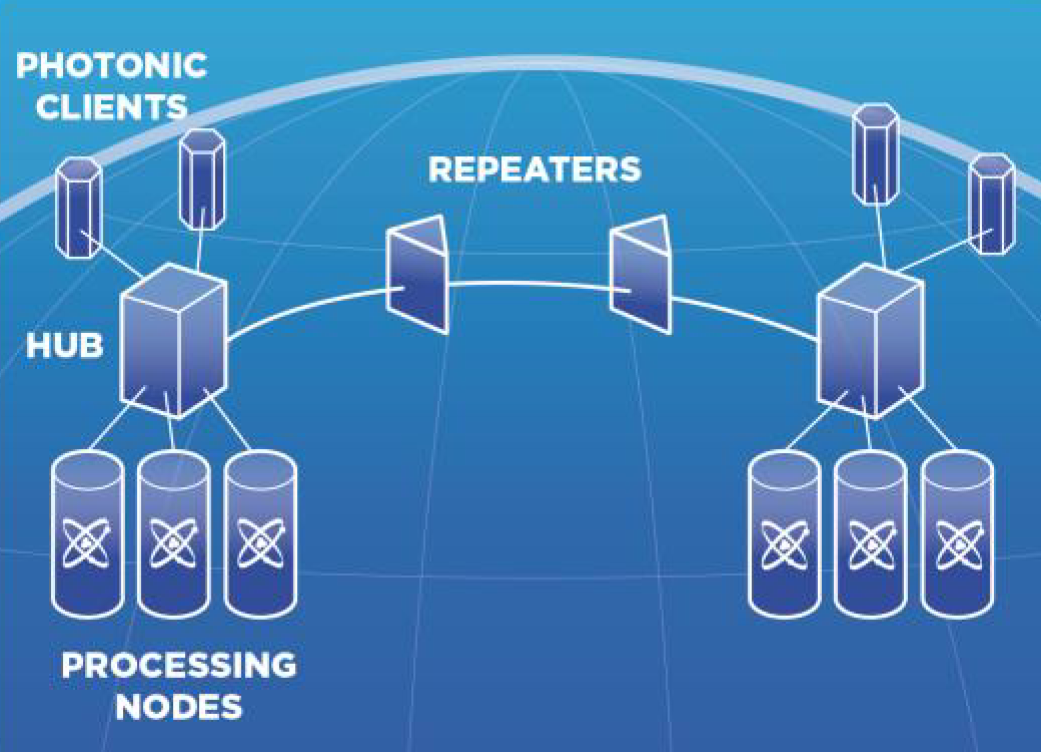 PHOTONIC
CLIENTS
REPEATERS
HUB
PROCESSING
NODES